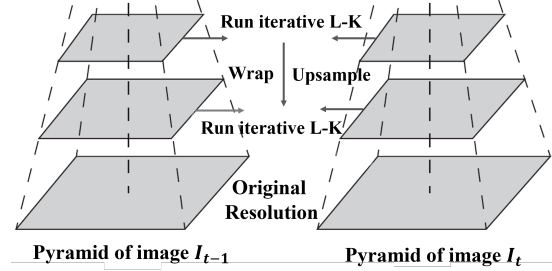 Run iterative L-K
Wrap Upsample
Run iterative L-K
Original
Resolution
Pyramid of image I_{t−1}
Pyramid of image I_t